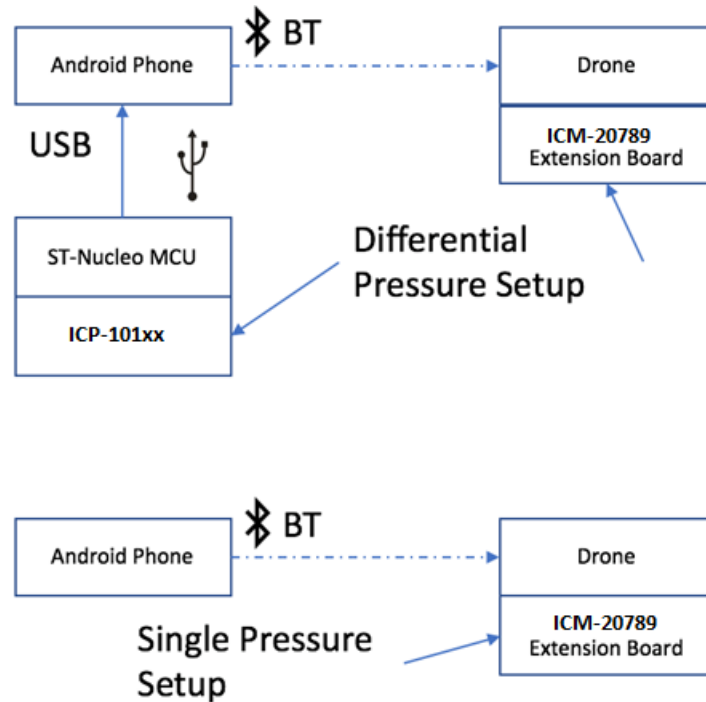 BT
Android Phone
Drone
USB
ICM-20789
Extension Board
ST-Nucleo MCU
Differential
Pressure Setup
ICP-101xx
BT
Android Phone
Drone
Single Pressure
Setup
ICM-20789
Extension Board